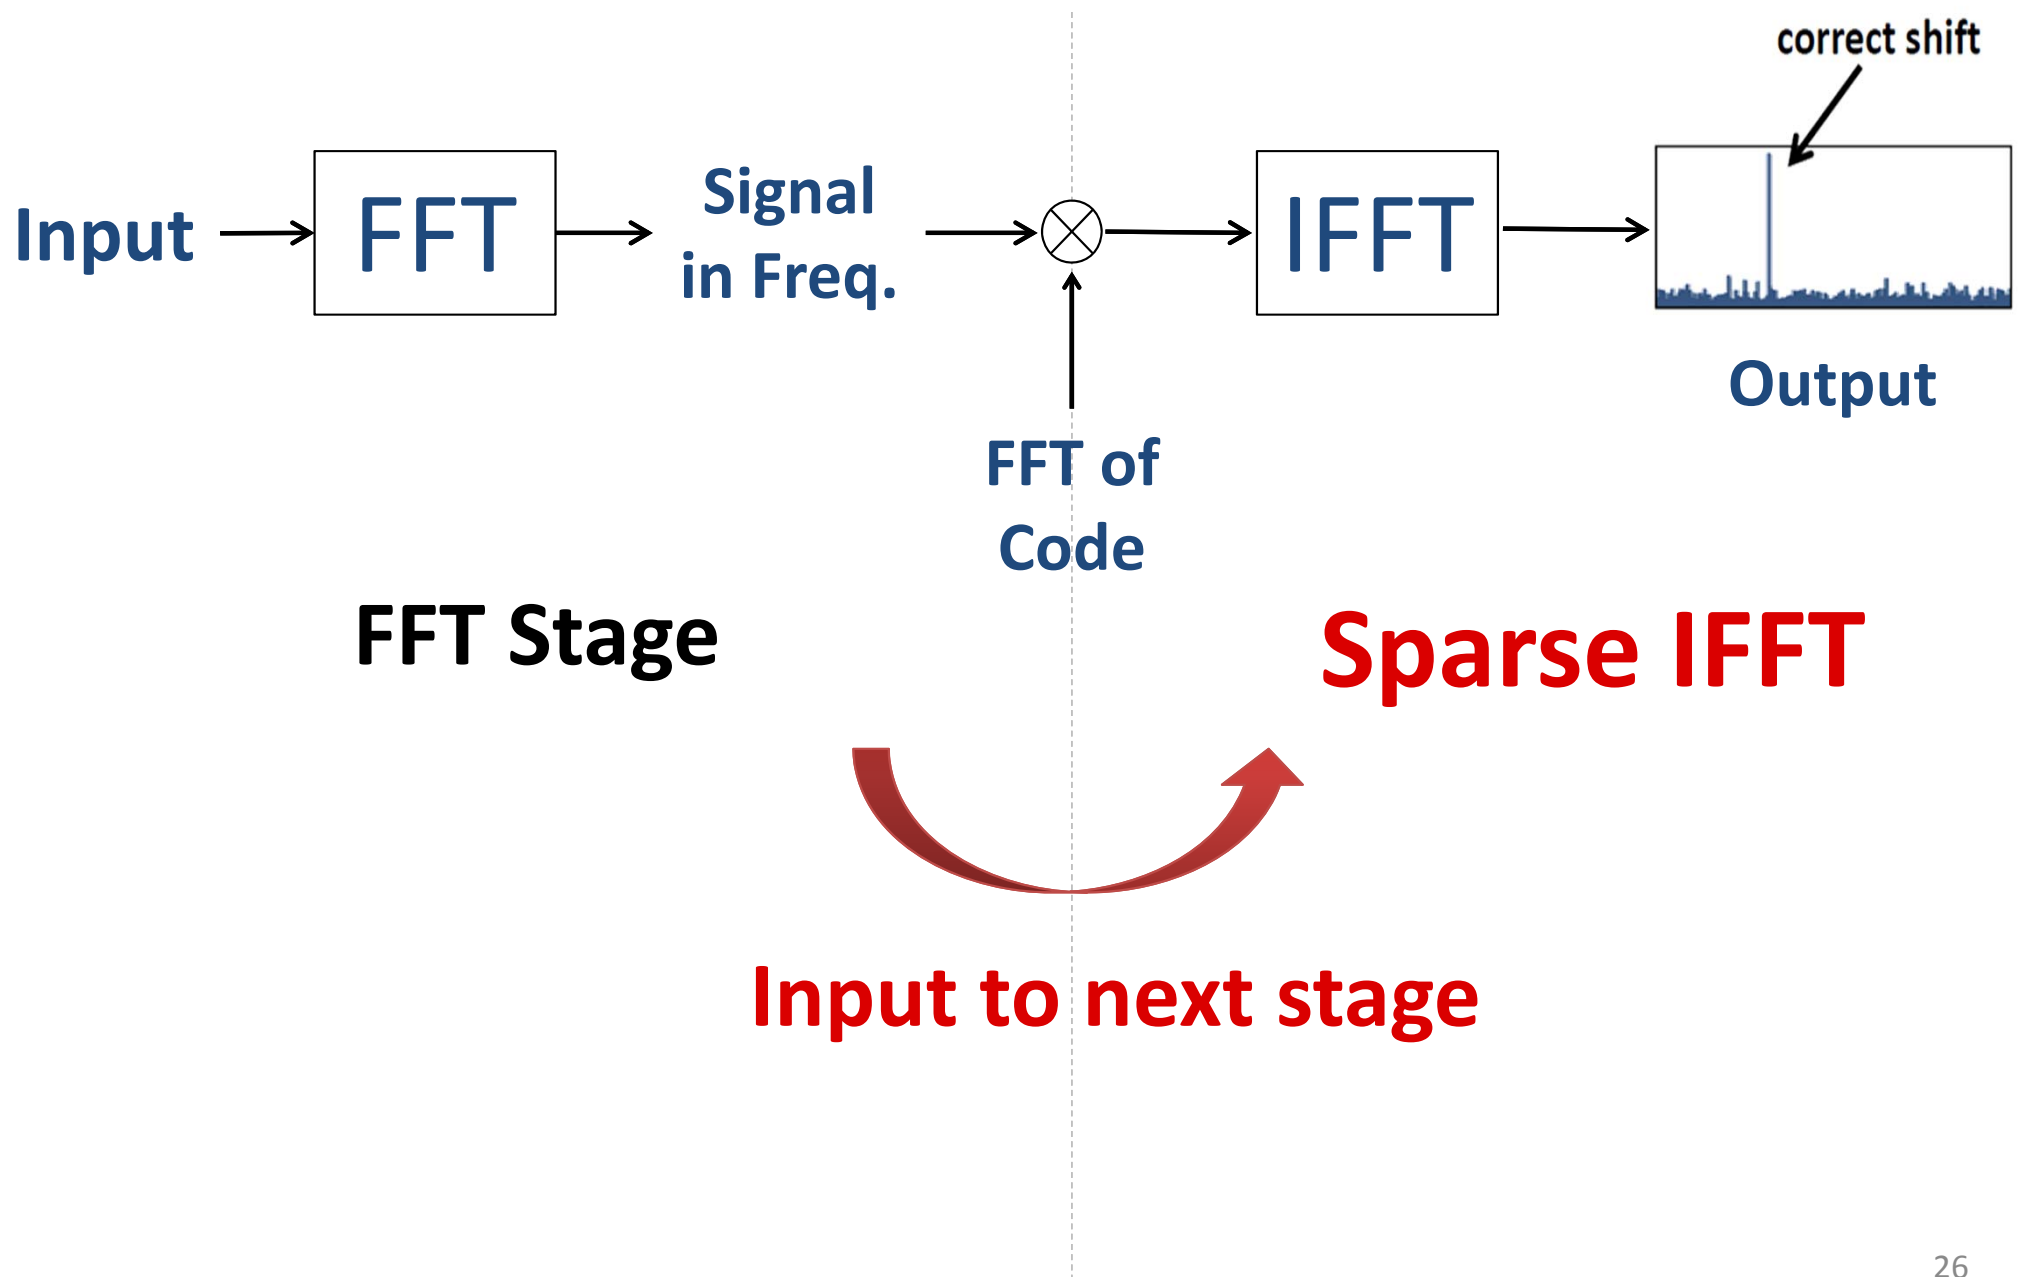 correct shift
Input
FFT
Signal
in Freq.
IFFT
Output
FFT of
Code
FFT Stage
Sparse IFFT
Input to next stage
26